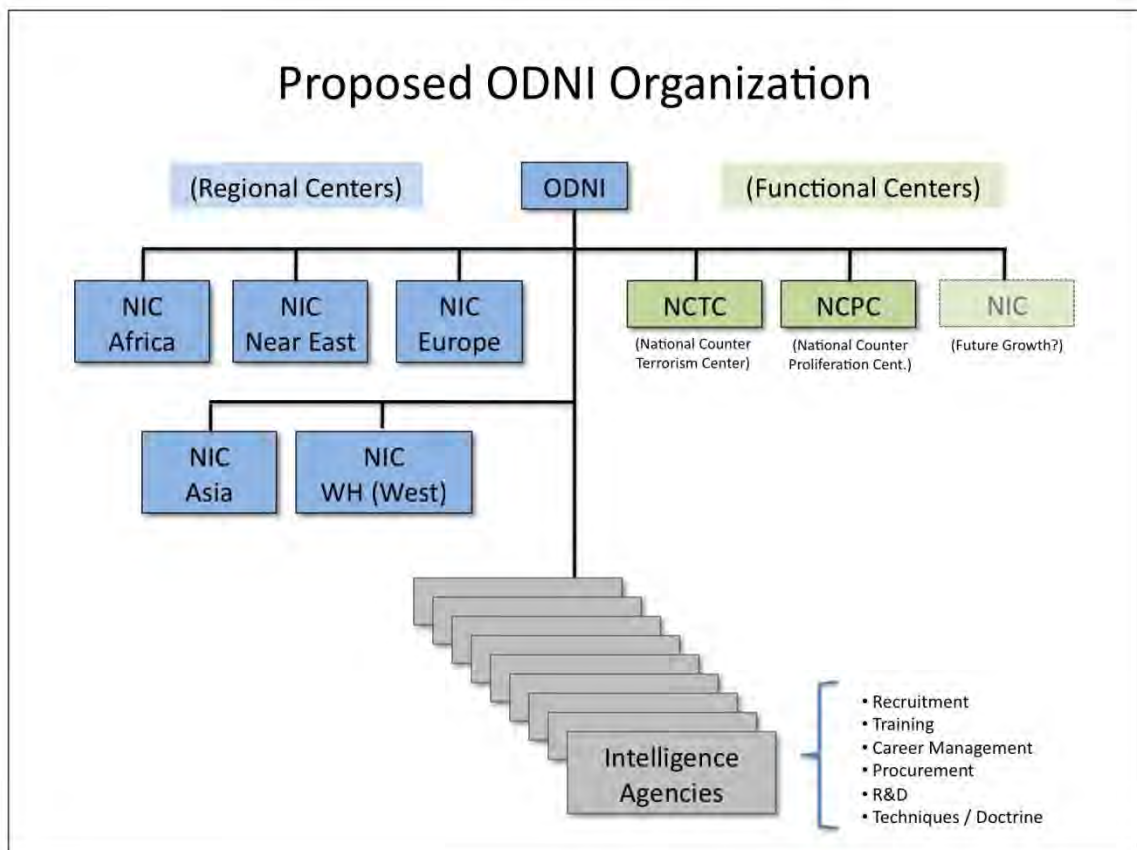 Proposed ODNI Organization
(Regional Centers)
ODNI
(Functional Centers)
NIC
Africa
NIC
Near East
NIC
Europe
NCTC
(National Counter
Terrorism Center)
NCPC
(National Counter
Proliferation Cent.)
NIC
(Future Growth?)
NIC
Asia
NIC
WH (West)
Intelligence
Agencies
• Recruitment
• Training
• Career Management
• Procurement
• R&D
• Techniques / Doctrine